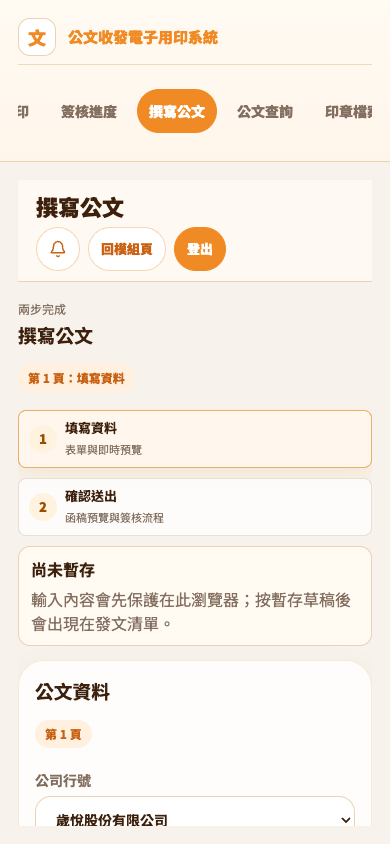 文
公文收發電子用印系統
印
簽核進度
撰寫公文
公文查詢
印章檔
撰寫公文
回模組頁
登出
兩步完成
撰寫公文
第 1 頁：填寫資料
1
填寫資料
表單與即時預覽
2
確認送出
函稿預覽與簽核流程
尚未暫存
輸入內容會先保護在此瀏覽器；按暫存草稿後
會出現在發文清單。
公文資料
第 1 頁
公司行號
歲悅股份有限公司